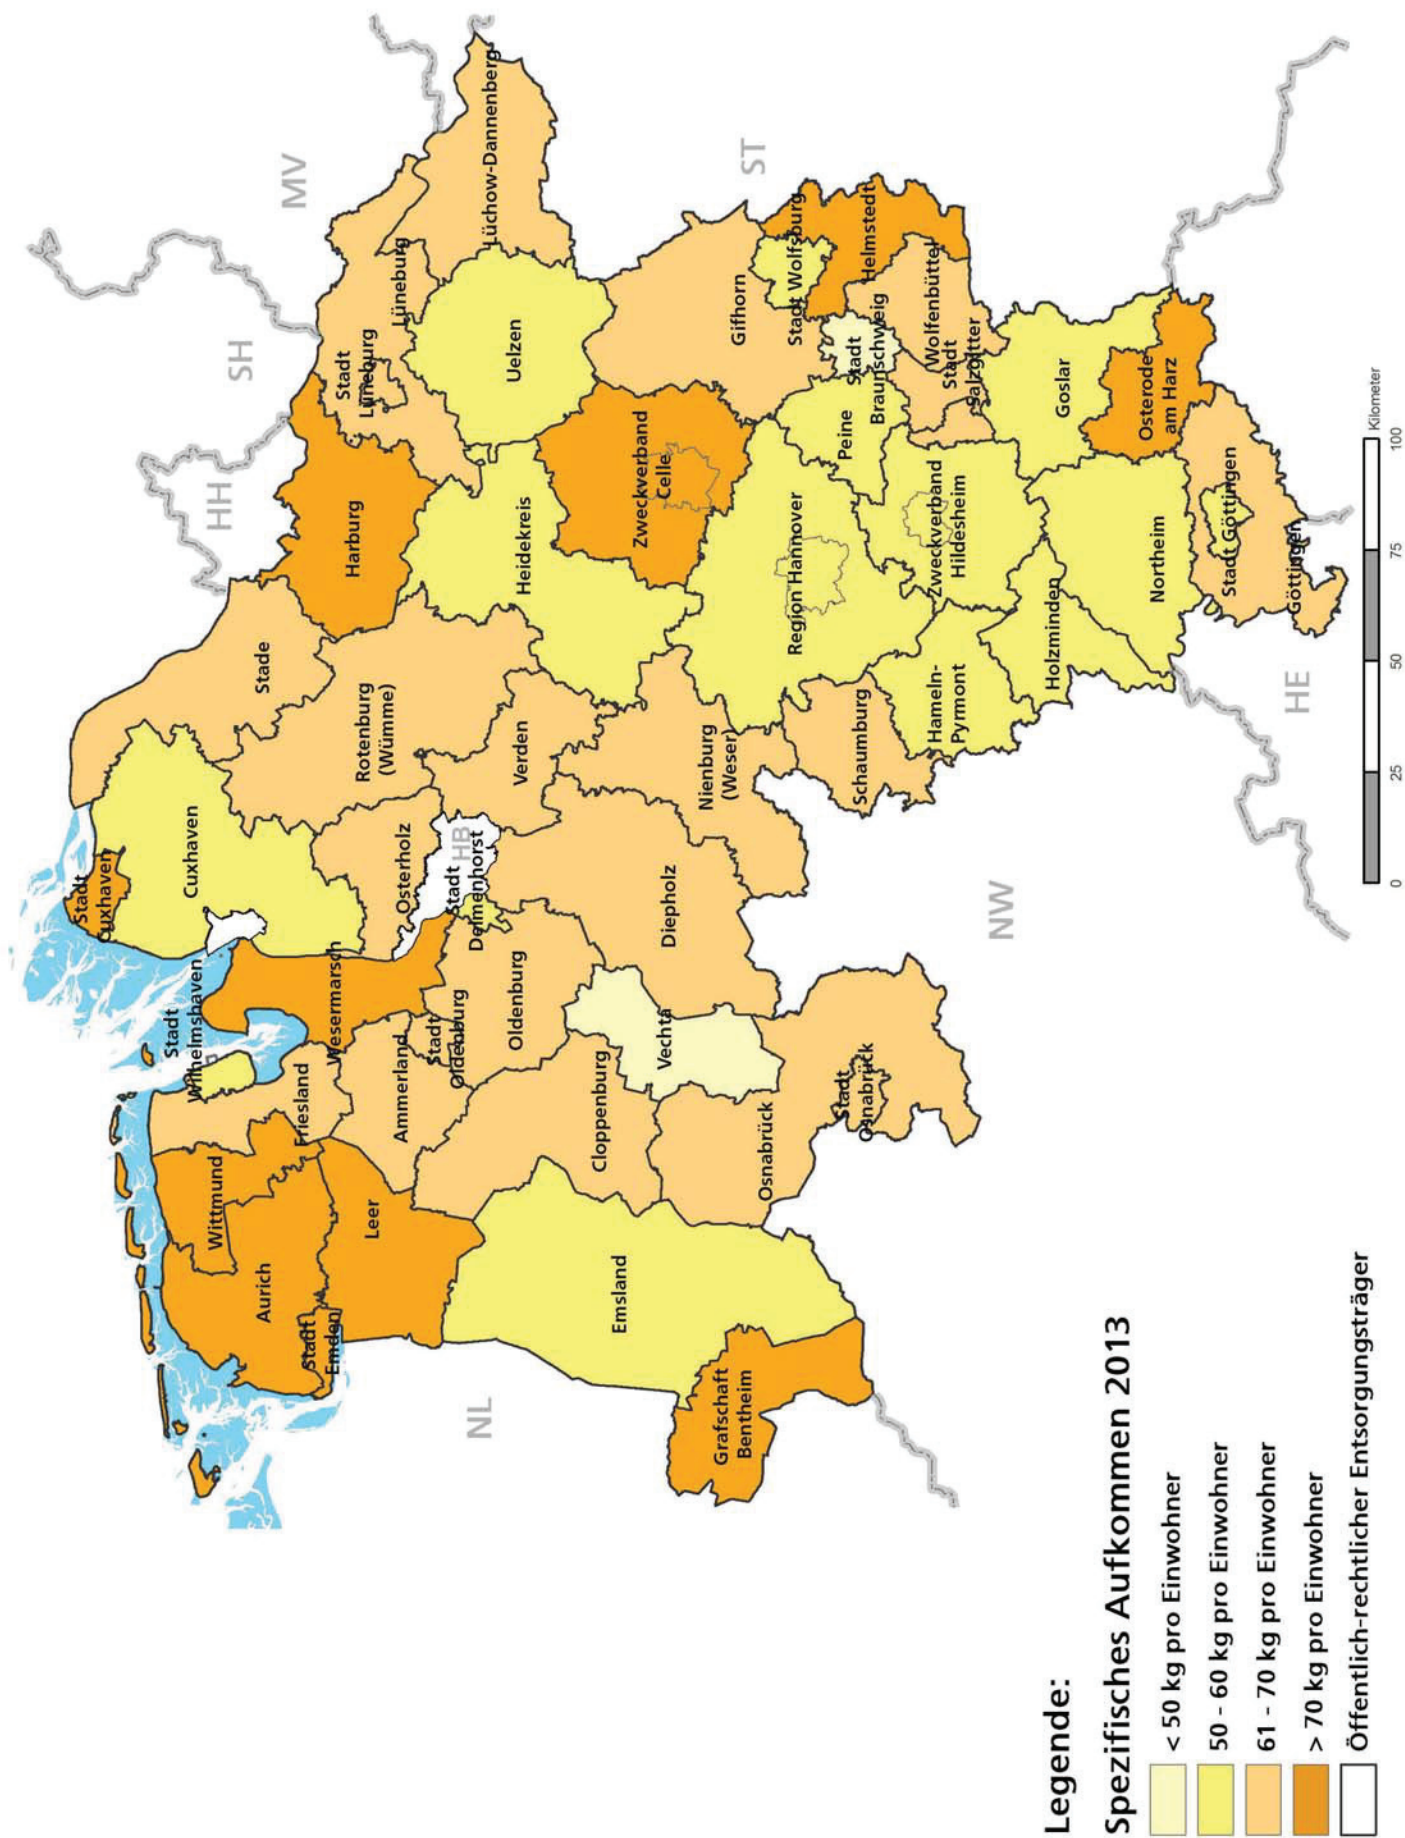 MV
SH
HH
ST
HB
NL
NW
HE
Stadt
Cuxhaven
Cuxhaven
Stade
Harburg
Stadt
Lüneburg
Lüneburg
Lüchow-Dannenberg
Uelzen
Stadt
Wilhelmshaven
Wittmund
Aurich
Stadt
Emden
Friesland
Wesermarsch
Leer
Ammerland
Stadt
Oldenburg
Osterholz
Rotenburg
(Wümme)
Heidekreis
Stadt
Delmenhorst
Oldenburg
Verden
Zweckverband
Celle
Gifhorn
Emsland
Cloppenburg
Vechta
Diepholz
Nienburg
(Weser)
Region Hannover
Peine
Stadt Wolfsburg
Helmstedt
Stadt
Braunschweig
Wolfenbüttel
Stadt
Salzgitter
Grafschaft
Bentheim
Osnabrück
Stadt
Osnabrück
Schaumburg
Hameln-
Pyrmont
Zweckverband
Hildesheim
Holzminden
Goslar
Osterode
am Harz
Northeim
Stadt Göttingen
Göttingen
Legende:
Spezifisches Aufkommen 2013
< 50 kg pro Einwohner
50 - 60 kg pro Einwohner
61 - 70 kg pro Einwohner
> 70 kg pro Einwohner
Öffentlich-rechtlicher Entsorgungsträger
0 25 50 75 100
Kilometer